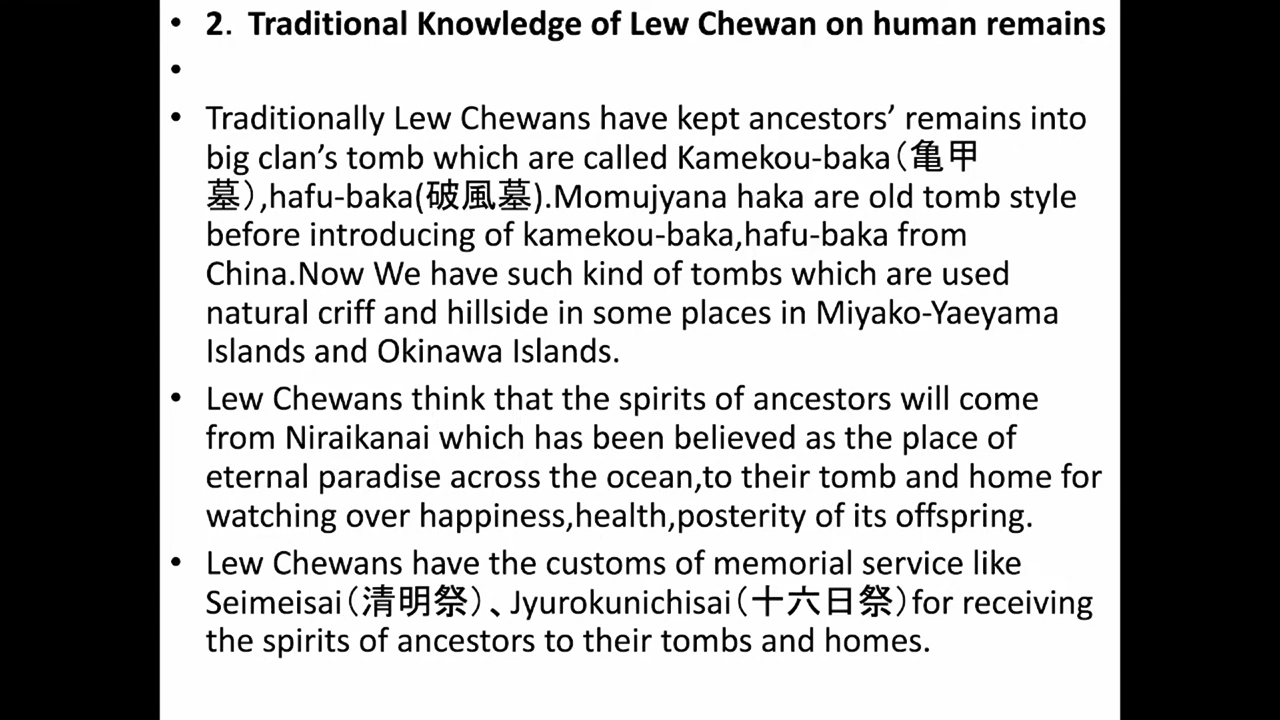 • 2. Traditional Knowledge of Lew Chewan on human remains
•
• Traditionally Lew Chewans have kept ancestors’ remains into
big clan’s tomb which are called Kamekou-baka（亀甲
墓）,hafu-baka(破風墓).Momujyana haka are old tomb style
before introducing of kamekou-baka,hafu-baka from
China.Now We have such kind of tombs which are used
natural criff and hillside in some places in Miyako-Yaeyama
Islands and Okinawa Islands.
• Lew Chewans think that the spirits of ancestors will come
from Niraikanai which has been believed as the place of
eternal paradise across the ocean,to their tomb and home for
watching over happiness,health,posterity of its offspring.
• Lew Chewans have the customs of memorial service like
Seimeisai（清明祭）、Jyurokunichisai（十六日祭）for receiving
the spirits of ancestors to their tombs and homes.